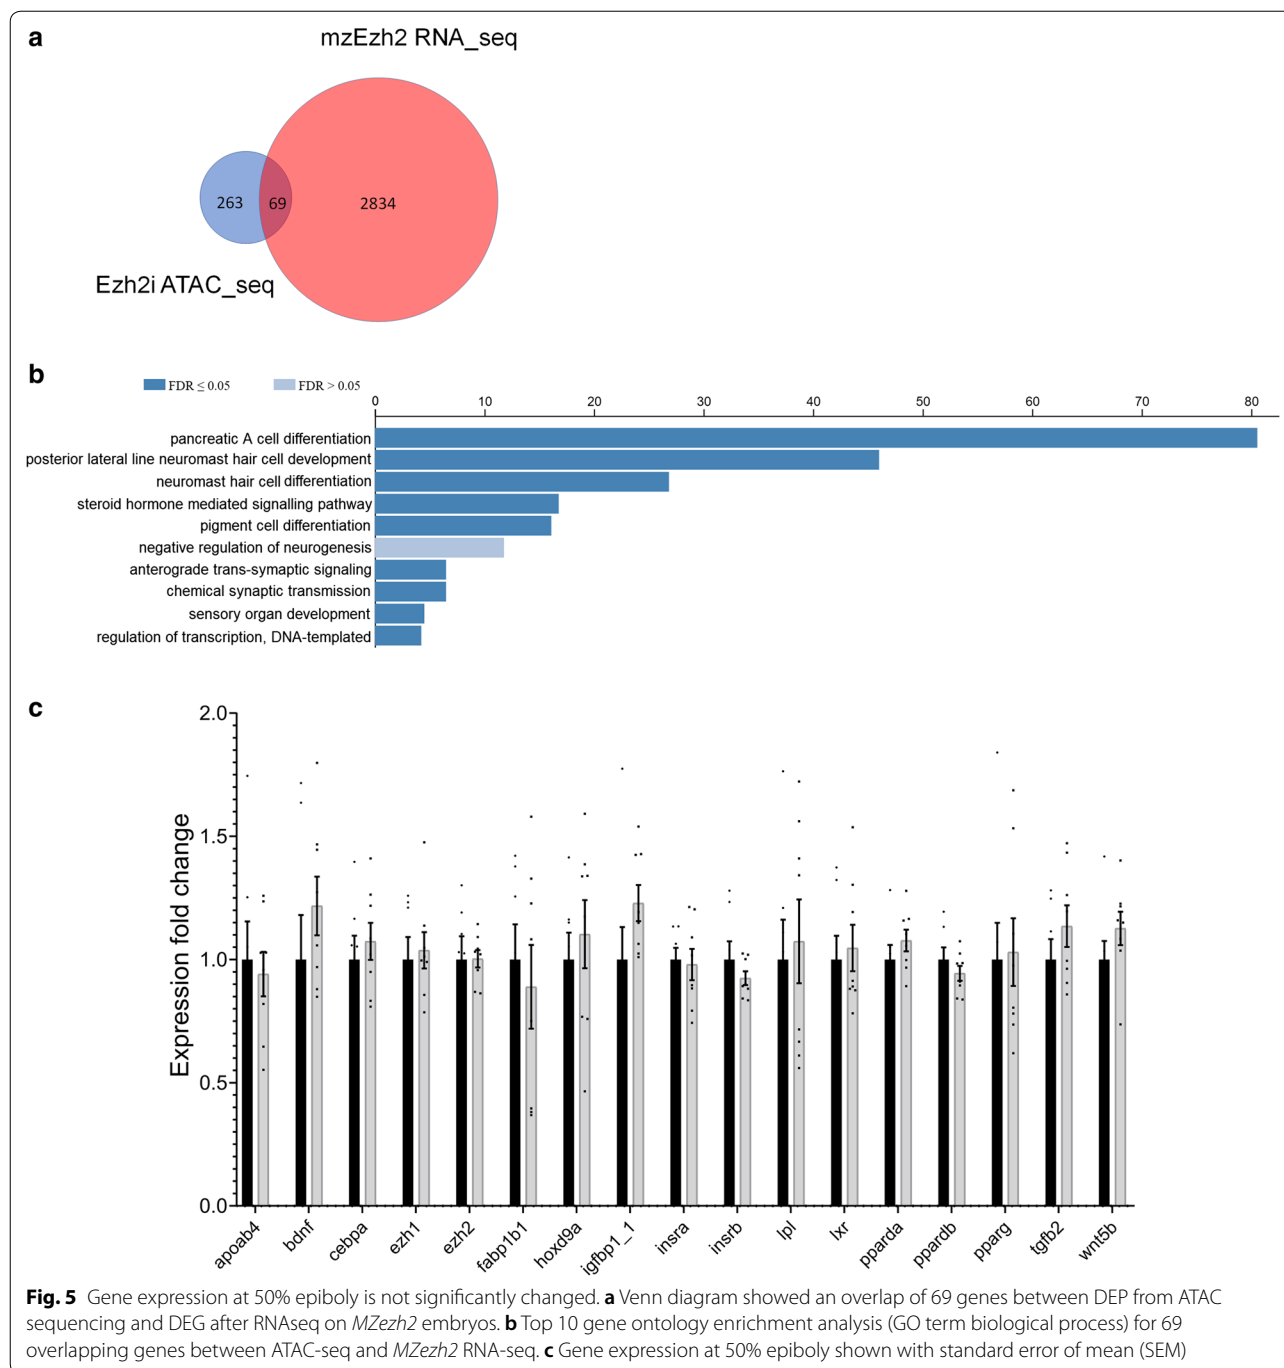 a
mzEzh2 RNA_seq
263
69
2834
Ezh2i ATAC_seq
b
FDR ≤ 0.05
FDR > 0.05
0 10 20 30 40 50 60 70 80
pancreatic A cell differentiation
posterior lateral line neuromast hair cell development
neuromast hair cell differentiation
steroid hormone mediated signalling pathway
pigment cell differentiation
negative regulation of neurogenesis
anterograde trans-symaptic signaling
chemical synaptic transmission
sensory organ development
regulation of transcription, DNA-templated
c
Expression fold change
2.0
1.5
1.0
0.5
0.0
apoab4
bdnf
cebpa
ezh1
ezh2
fabp1b1
hoxd9a
igfbp1_1
insra
insrb
lpl
lxr
pparda
ppardb
pparg
tgfb2
wnt5b
Fig. 5 Gene expression at 50% epiboly is not significantly changed. a Venn diagram showed an overlap of 69 genes between DEP from ATAC
sequencing and DEG after RNAseq on MZezh2 embryos. b Top 10 gene ontology enrichment analysis (GO term biological process) for 69
overlapping genes between ATAC-seq and MZezh2 RNA-seq. c Gene expression at 50% epiboly shown with standard error of mean (SEM)